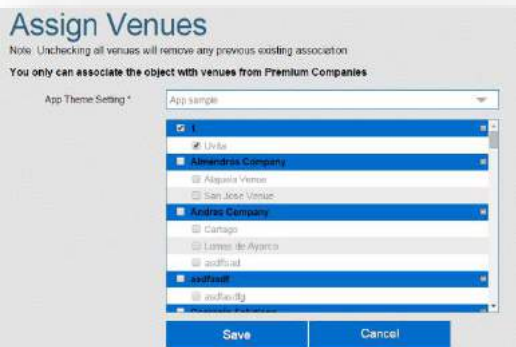 Assign Venues
Note: Unchecking all venues will remove any previous existing association
You only can associate the object with venues from Premium Companies
App Theme Setting *
App sample
1
Uvita
Almendros Company
Alajuela Venue
San Jose Venue
Andres Company
Cartago
Lomas de Ayarco
asdfsad
asdfasdf
asdfasdfg
Save
Cancel